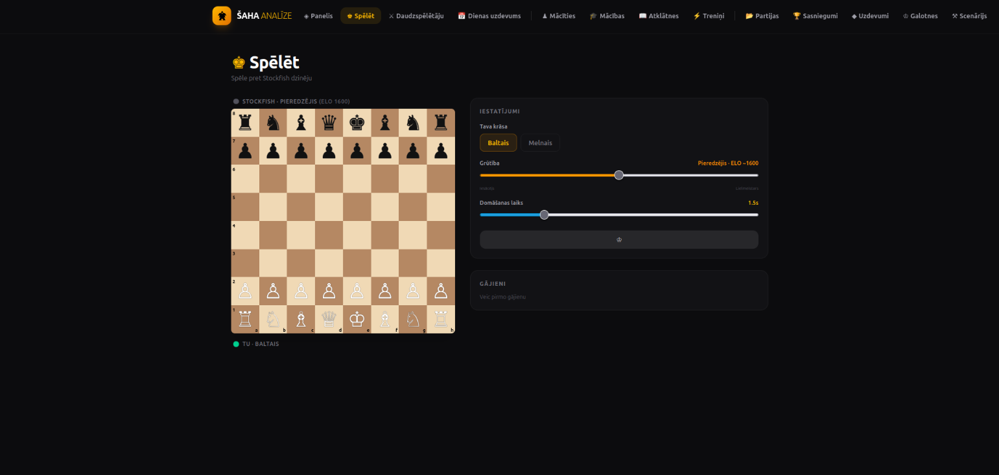 ŠAHA ANALĪZE
Panelis
Spēlēt
Daudzspēlētāju
Dienas uzdevums
Mācīties
Mācības
Atklātnes
Treniņi
Partijas
Sasniegumi
Uzdevumi
Galotnes
Scenārijs
Spēlēt
Spēle pret Stockfish dzinēju
STOCKFISH · PIEREDZĒJIS (ELO 1600)
8
7
6
5
4
3
2
1
a b c d e f g h
TU · BALTAIS
IESTATĪJUMI
Tava krāsa
Baltais Melnais
Grūtība Pieredzējis · ELO ~1600
Iesācējs Lielmeistars
Domāšanas laiks 1.5s
GĀJIENI
Veic pirmo gājienu